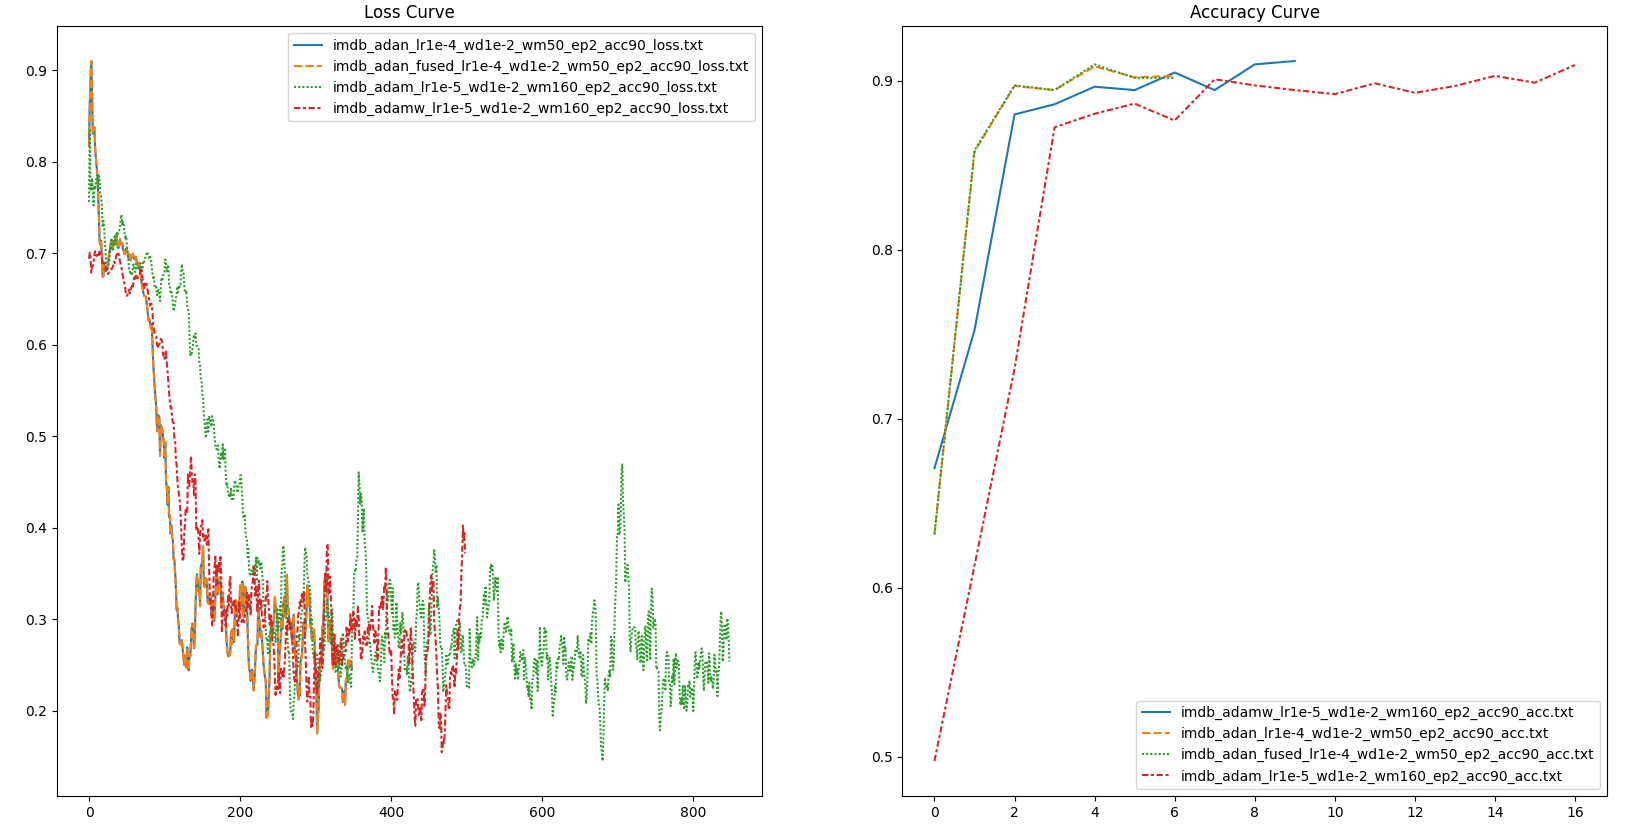 Loss Curve
imdb_adan_lr1e-4_wd1e-2_wm50_ep2_acc90_loss.txt
imdb_adan_fused_lr1e-4_wd1e-2_wm50_ep2_acc90_loss.txt
imdb_adam_lr1e-5_wd1e-2_wm160_ep2_acc90_loss.txt
imdb_adamw_lr1e-5_wd1e-2_wm160_ep2_acc90_loss.txt
0.9
0.8
0.7
0.6
0.5
0.4
0.3
0.2
0 200 400 600 800
Accuracy Curve
0.9
0.8
0.7
0.6
0.5
imdb_adamw_lr1e-5_wd1e-2_wm160_ep2_acc90_acc.txt
imdb_adan_lr1e-4_wd1e-2_wm50_ep2_acc90_acc.txt
imdb_adan_fused_lr1e-4_wd1e-2_wm50_ep2_acc90_acc.txt
imdb_adam_lr1e-5_wd1e-2_wm160_ep2_acc90_acc.txt
0 2 4 6 8 10 12 14 16